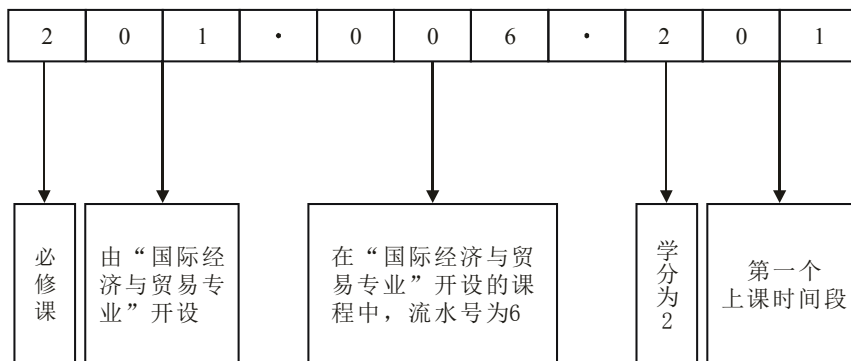 2 0 1 · 0 0 6 · 2 0 1
必
修
课
由“国际经
济与贸易专
业”开设
在“国际经济与贸
易专业”开设的课
程中，流水号为6
学
分
为
2
第一个
上课时间段